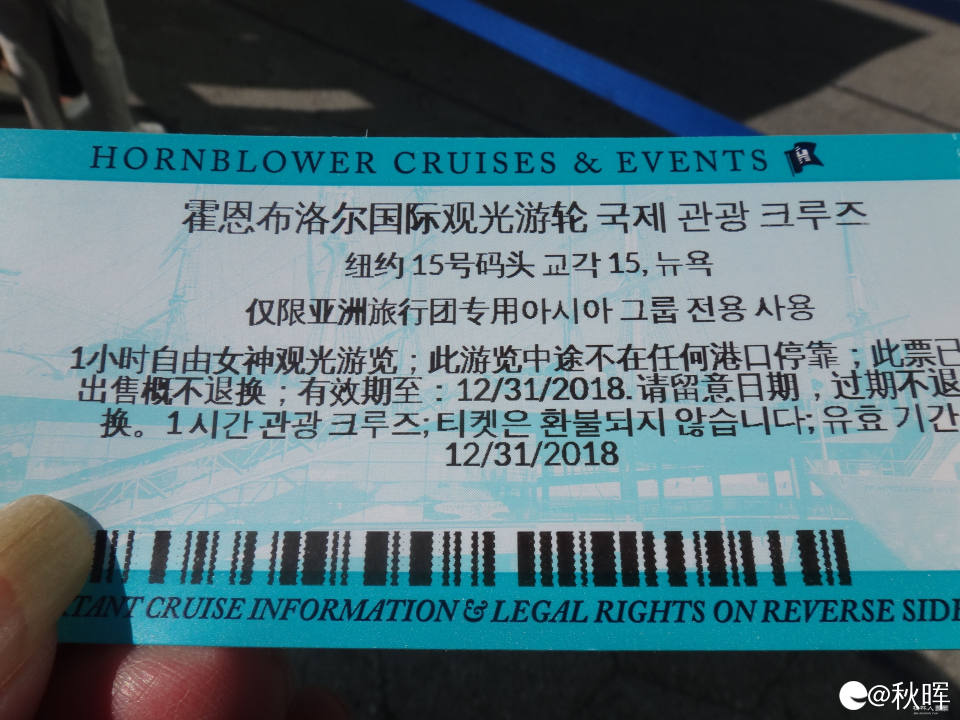 HORNBLOWER CRUISES & EVENTS
霍恩布洛尔国际观光游轮 국제 관광 크루즈
纽约 15号码头 교각 15, 뉴욕
仅限亚洲旅行团专用아시아 그룹 전용 사용
1小时自由女神观光游览；此游览中途不在任何港口停靠；此票已
出售概不退换；有效期至：12/31/2018.请留意日期，过期不退
换。1시간 관광 크루즈; 티켓은 환불되지 않습니다; 유효 기간
12/31/2018
TANT CRUISE INFORMATION & LEGAL RIGHTS ON REVERSE SIDE
@秋晖